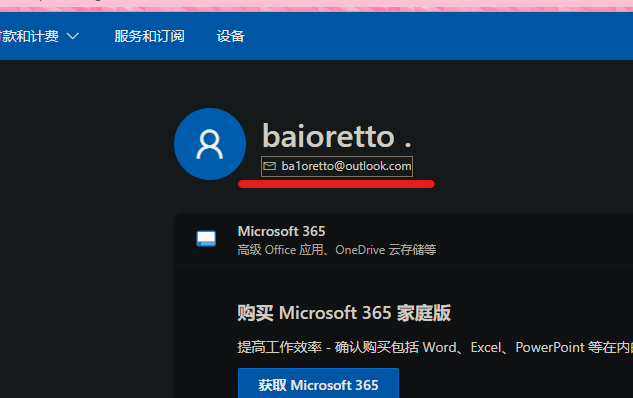 付款和计费
服务和订阅
设备
baioretto .
ba1oretto@outlook.com
Microsoft 365
高级 Office 应用、OneDrive 云存储等
购买 Microsoft 365 家庭版
提高工作效率 - 确认购买包括 Word、Excel、PowerPoint 等在内
获取 Microsoft 365